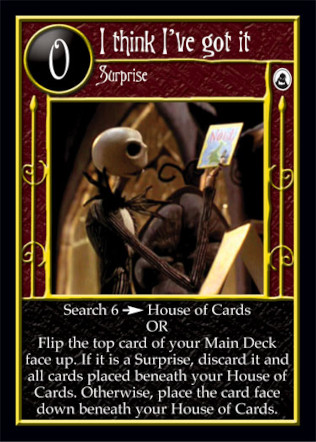 0
I think I've got it
Surprise
Search 6 → House of Cards
OR
Flip the top card of your Main Deck
face up. If it is a Surprise, discard it and
all cards placed beneath your House of
Cards. Otherwise, place the card face
down beneath your House of Cards.